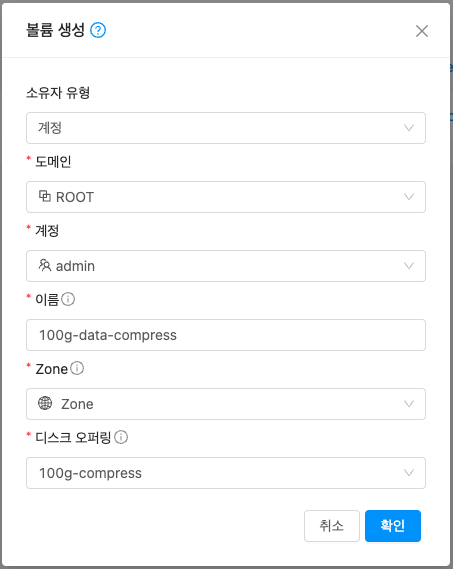 볼륨 생성
소유자 유형
계정
* 도메인
ROOT
* 계정
admin
* 이름
100g-data-compress
* Zone
Zone
* 디스크 오퍼링
100g-compress
취소 확인